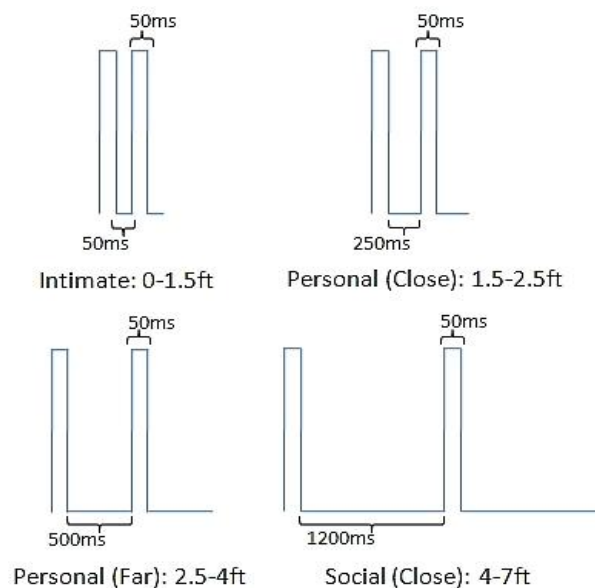 50ms
50ms
Intimate: 0-1.5ft
50ms
250ms
Personal (Close): 1.5-2.5ft
50ms
500ms
Personal (Far): 2.5-4ft
50ms
1200ms
Social (Close): 4-7ft